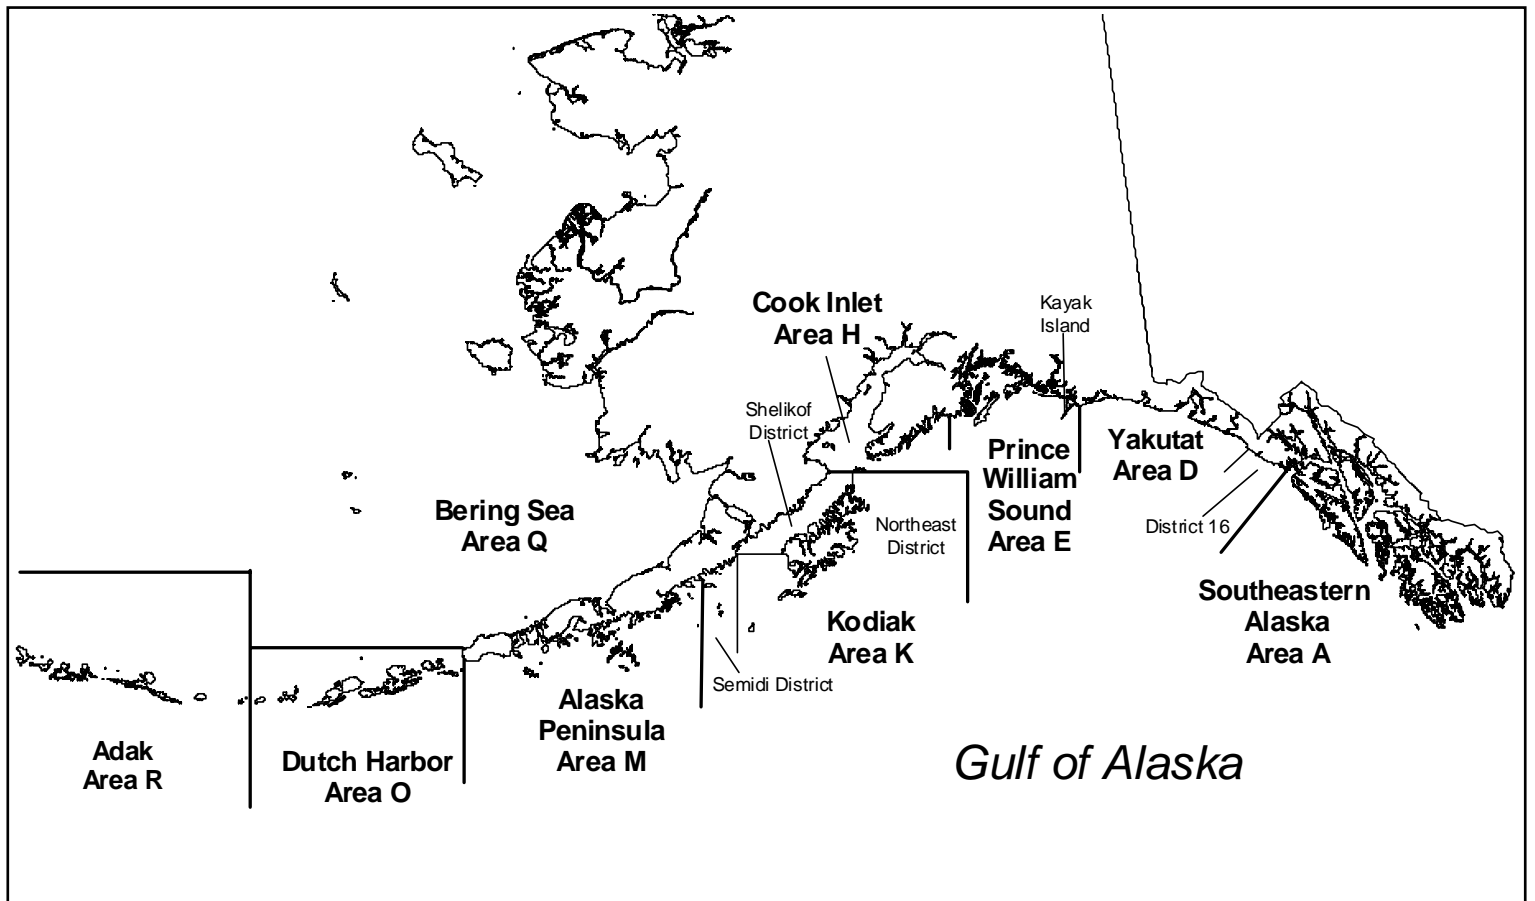 Cook Inlet
Area H
Kayak
Island
Shelikof
District
Yakutat
Area D
Prince
William
Sound
Area E
Bering Sea
Area Q
Northeast
District
District 16
Southeastern
Alaska
Area A
Kodiak
Area K
Semidi District
Alaska
Peninsula
Area M
Adak
Area R
Dutch Harbor
Area O
Gulf of Alaska